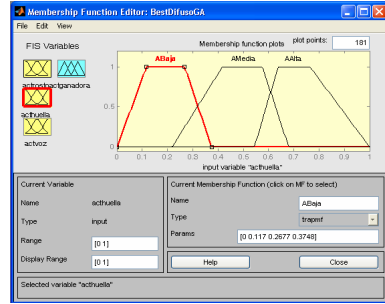 Membership Function Editor: BestDifusoGA
File Edit View
FIS Variables
Membership function plots
plot points:
181
ABaja
AMedia
AAlta
1
0.5
0
0 0.1 0.2 0.3 0.4 0.5 0.6 0.7 0.8 0.9 1
input variable "acthuella"
actrostro actganadora
acthuella
actvoz
Current Variable
Name acthuella
Type input
Range [0 1]
Display Range [0 1]
Current Membership Function (click on MF to select)
Name ABaja
Type trapmf
Params [0 0.117 0.2677 0.3748]
Help
Close
Selected variable "acthuella"